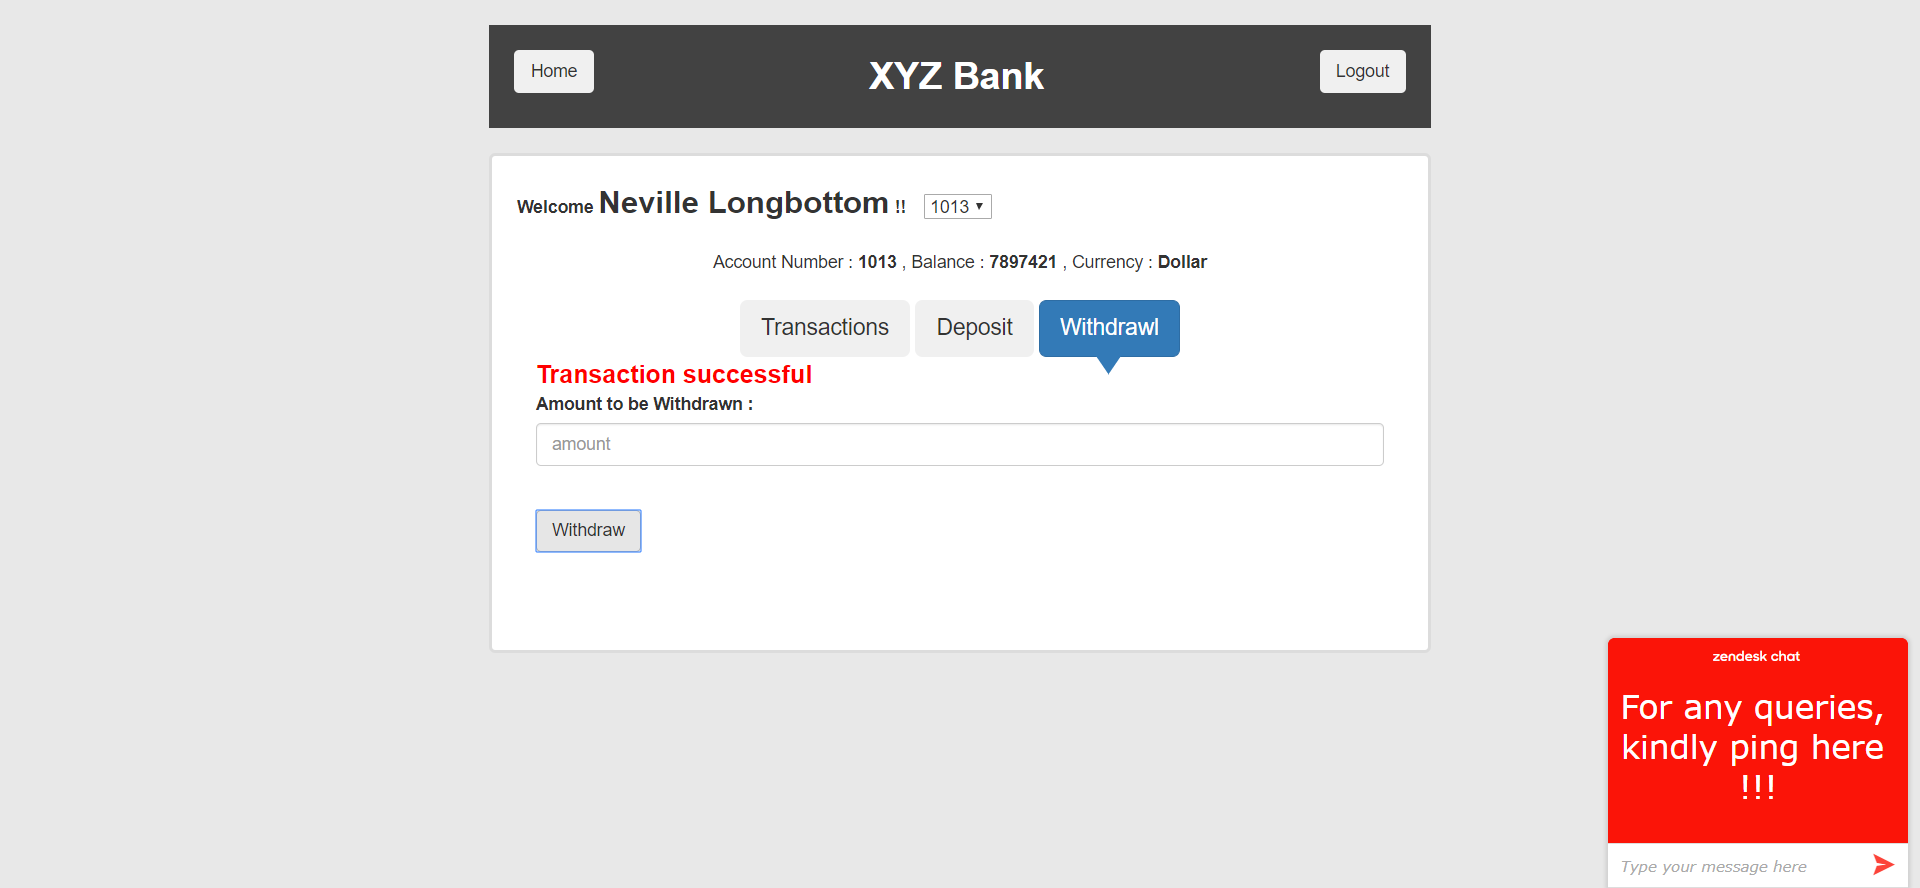 Home
XYZ Bank
Logout
Welcome Neville Longbottom !! 1013
Account Number : 1013 , Balance : 7897421 , Currency : Dollar
Transactions
Deposit
Withdrawl
Transaction successful
Amount to be Withdrawn :
amount
Withdraw
zendesk chat
For any queries,
kindly ping here
!!!
Type your message here